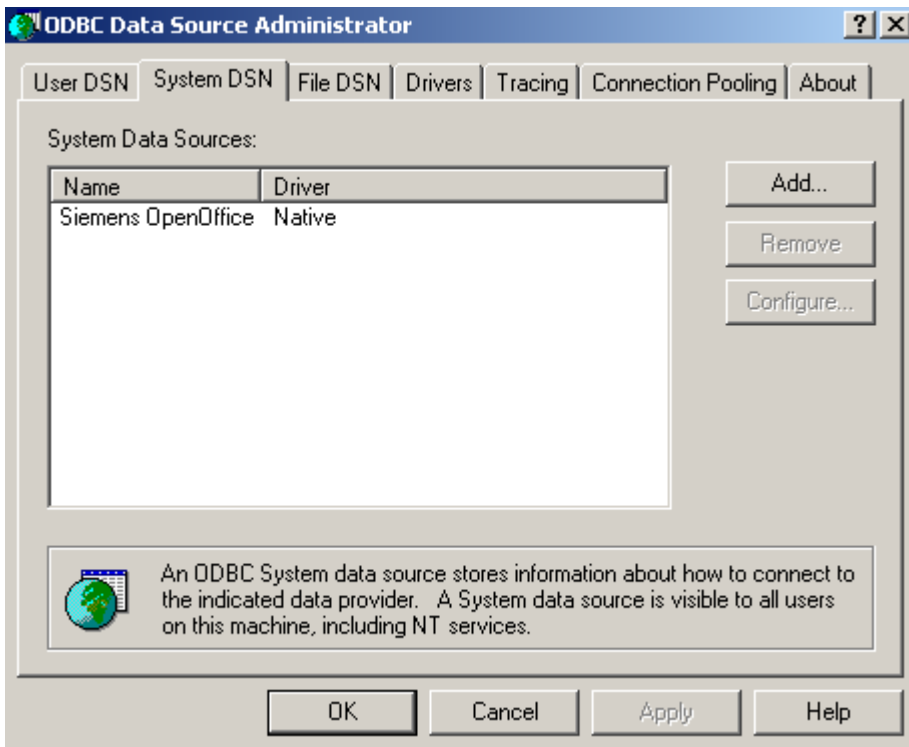 ODBC Data Source Administrator
User DSN System DSN File DSN Drivers Tracing Connection Pooling About
System Data Sources:
Name Driver
Siemens OpenOffice Native
Add...
Remove
Configure...
An ODBC System data source stores information about how to connect to
the indicated data provider. A System data source is visible to all users
on this machine, including NT services.
OK Cancel Apply Help